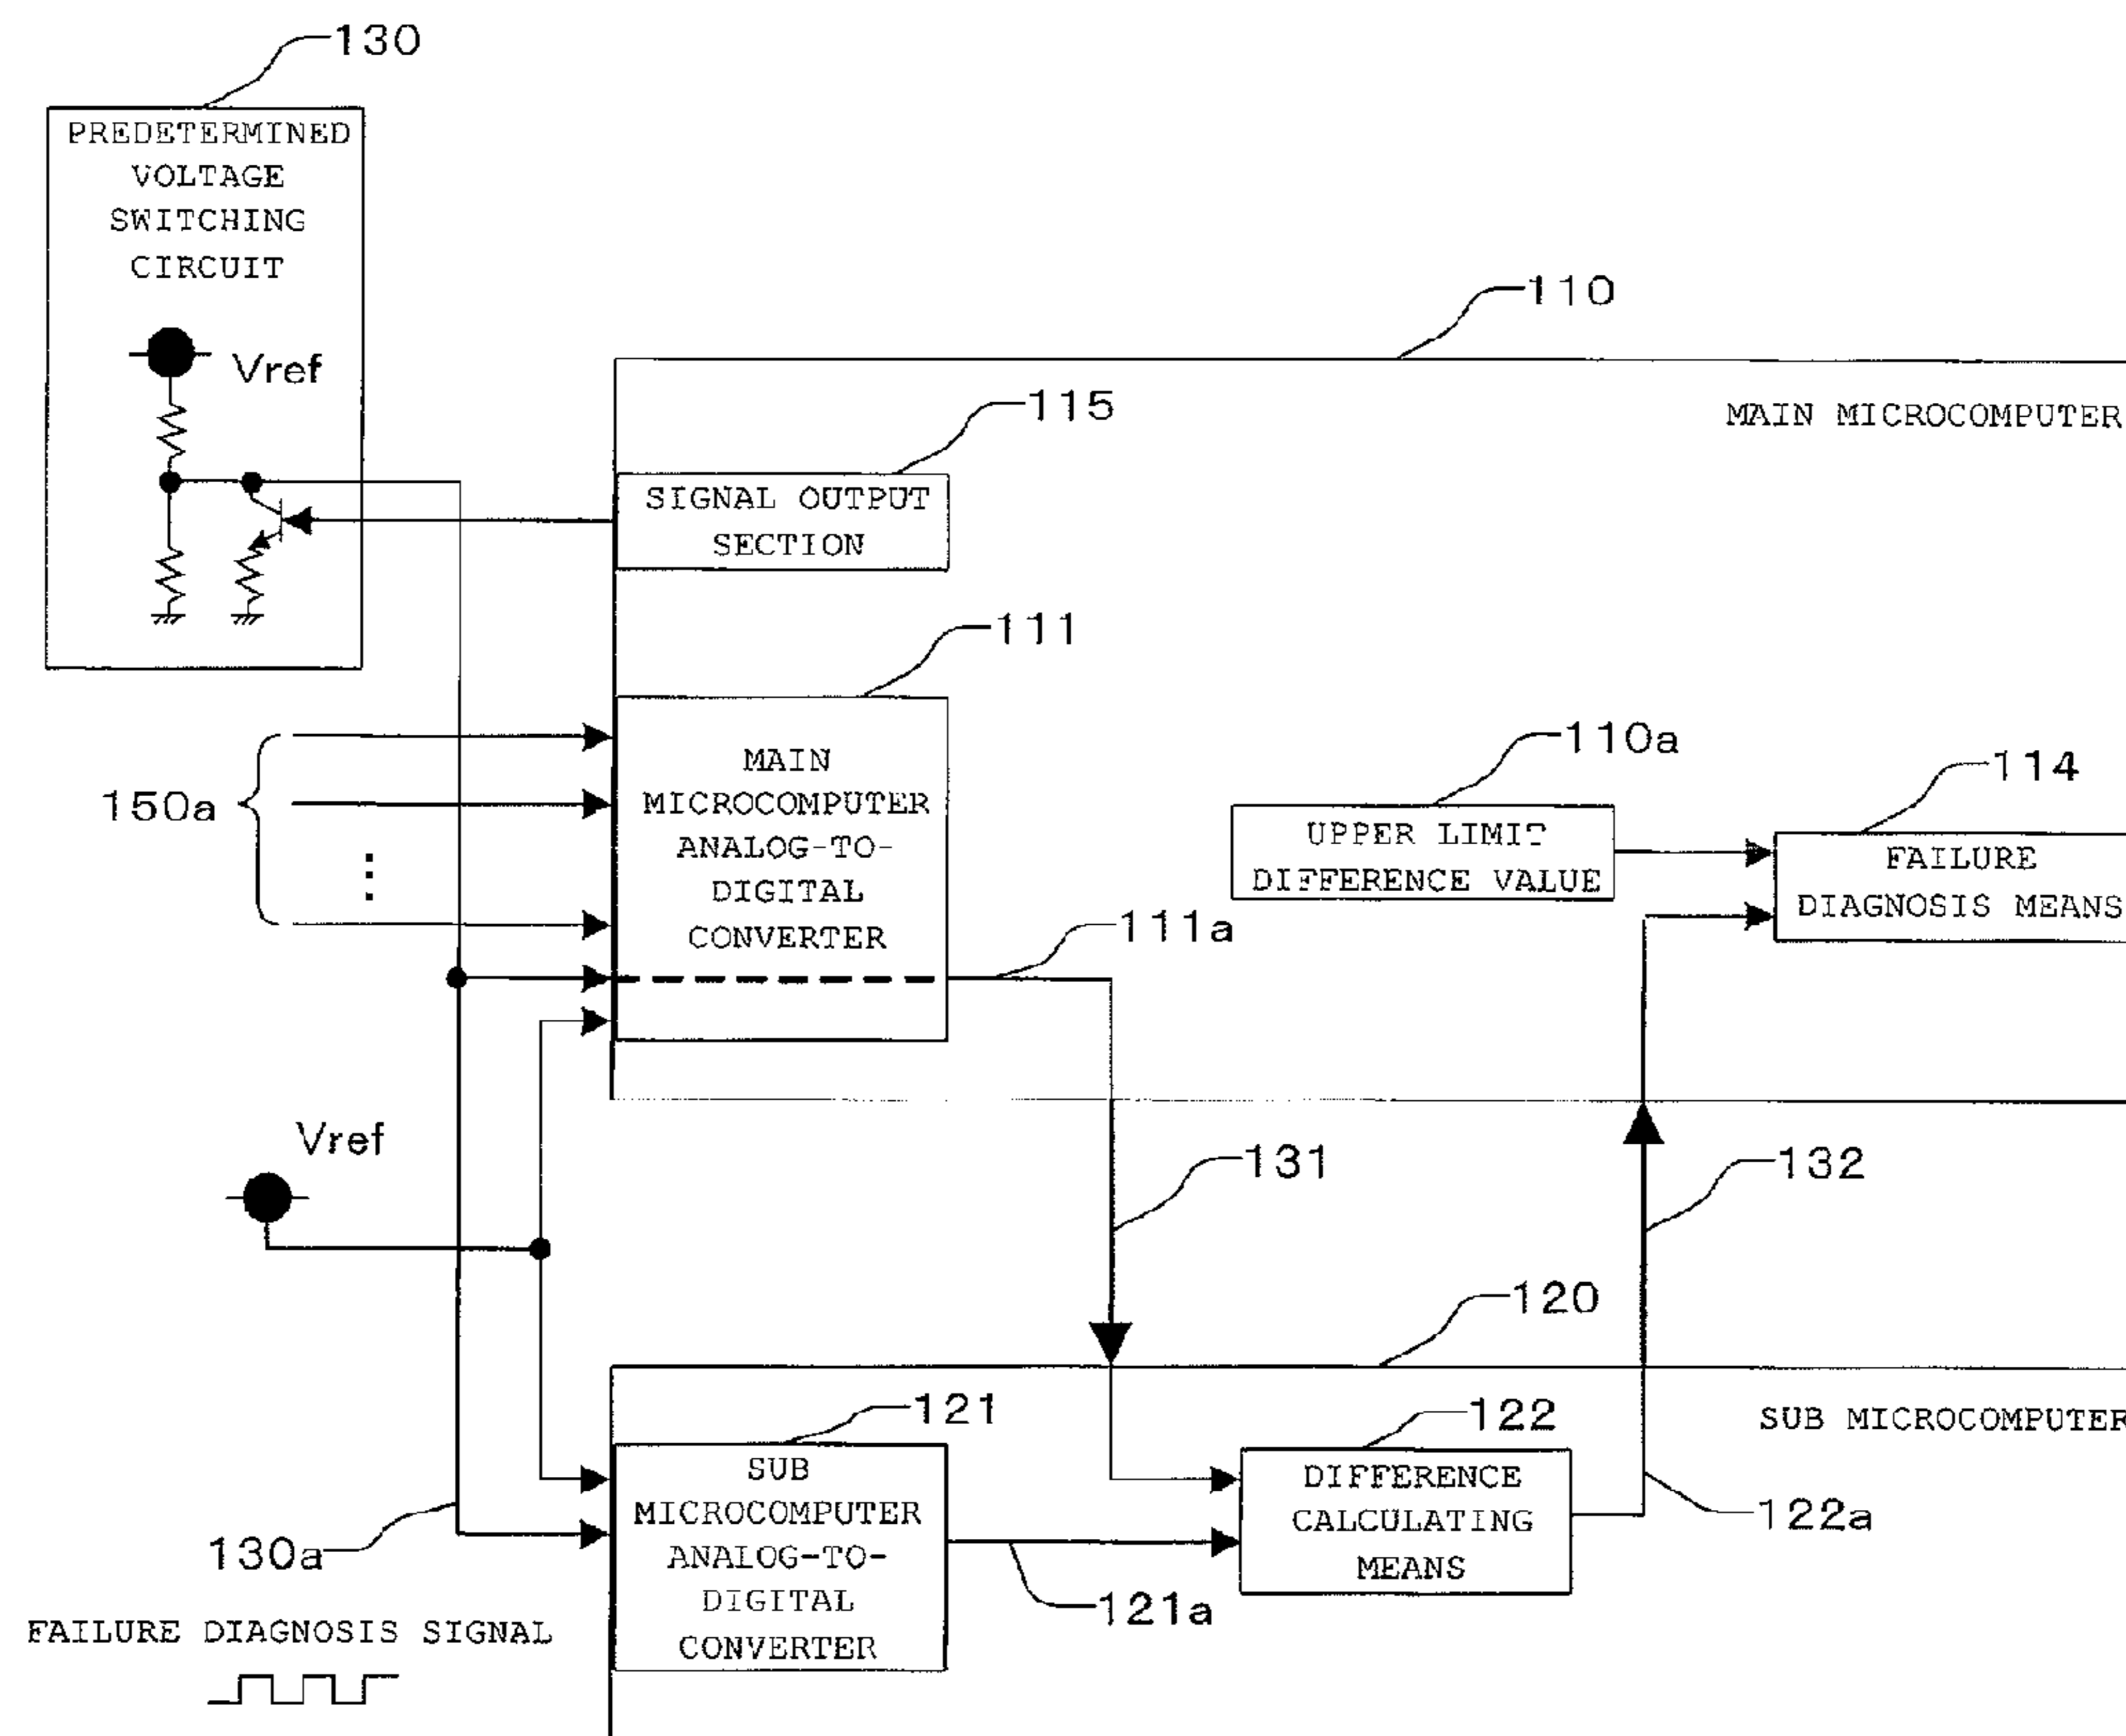 130
PREDETERMINED
VOLTAGE
SWITCHING
CIRCUIT
Vref
110
MAIN MICROCOMPUTER
115
SIGNAL OUTPUT
SECTION
111
MAIN
MICROCOMPUTER
ANALOG-TO-
DIGITAL
CONVERTER
150a
110a
UPPER LIMIT
DIFFERENCE VALUE
114
FAILURE
DIAGNOSIS MEANS
111a
Vref
131
132
120
SUB MICROCOMPUTER
121
SUB
MICROCOMPUTER
ANALOG-TO-
DIGITAL
CONVERTER
122
DIFFERENCE
CALCULATING
MEANS
122a
121a
130a
FAILURE DIAGNOSIS SIGNAL